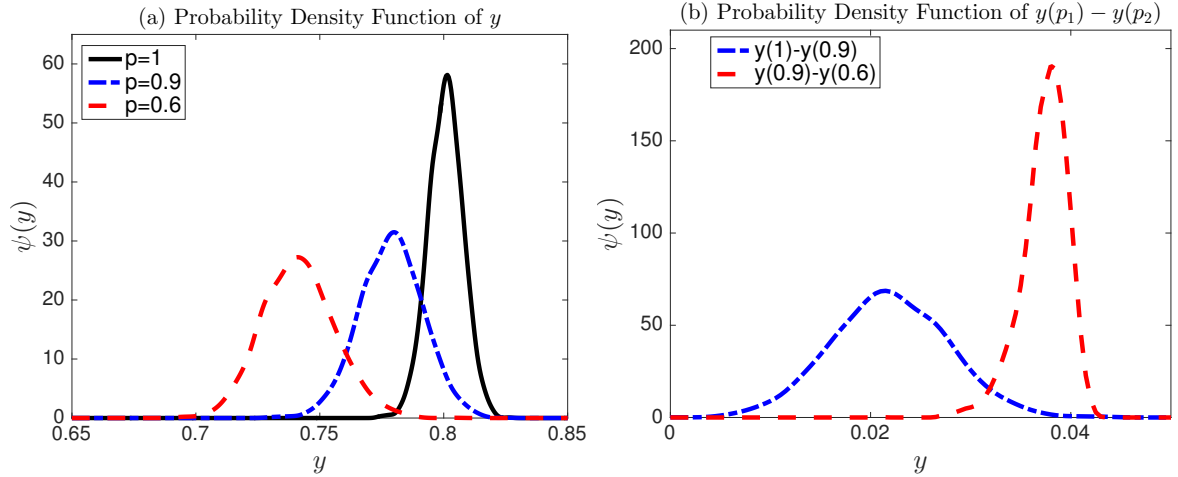 (a) Probability Density Function of y
p=1
p=0.9
p=0.6
60
50
40
30
20
10
0
ψ(y)
0.65 0.7 0.75 0.8 0.85
y
(b) Probability Density Function of y(p₁) − y(p₂)
y(1)-y(0.9)
y(0.9)-y(0.6)
200
150
100
50
0
ψ(y)
0 0.02 0.04
y